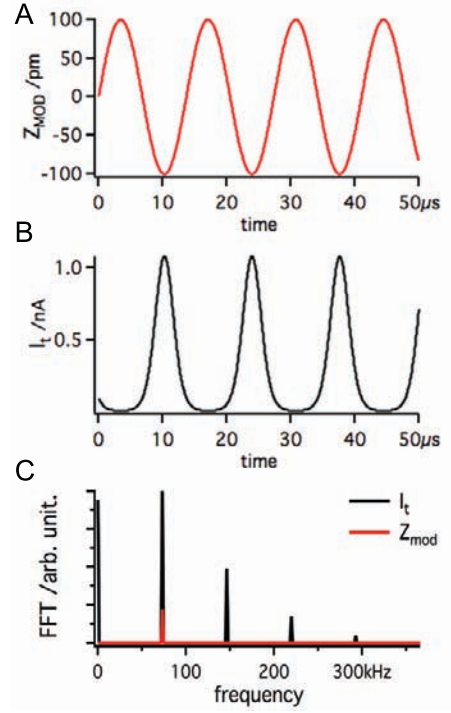 A
Z_MOD /pm
100
50
0
-50
-100
0 10 20 30 40 50µs
time
B
I_t /nA
1.0
0.5
0 10 20 30 40 50µs
time
C
FFT /arb. unit.
I_t
Z_mod
0 100 200 300kHz
frequency